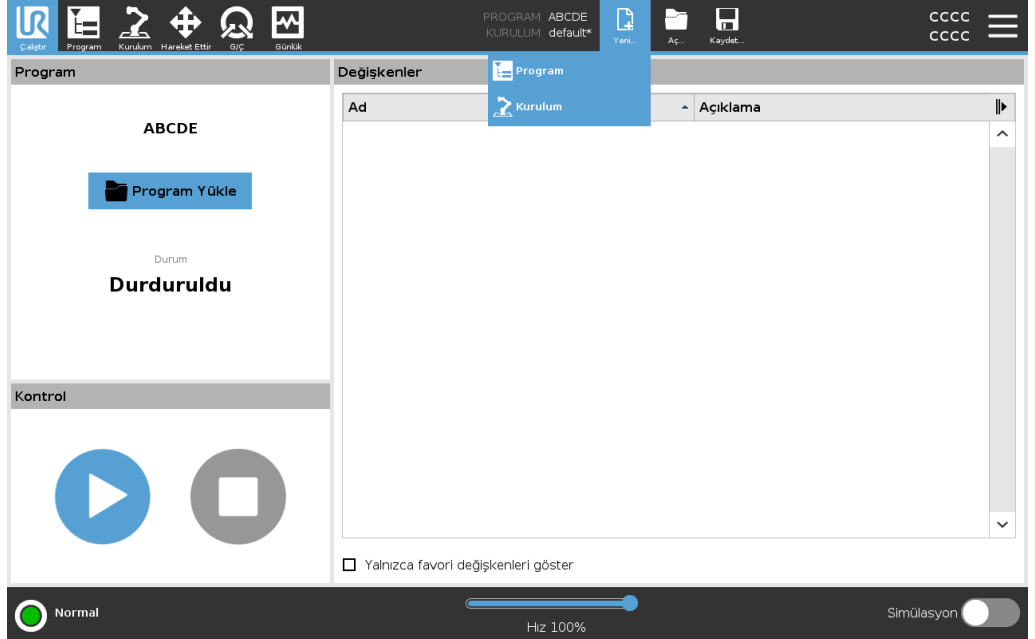 Çalıştır
Program
Kurulum
Hareket Ettir
G/Ç
Günlük
PROGRAM ABCDE
KURULUM default*
Yeni...
Aç...
Kaydet...
CCCC
CCCC
Program
Kurulum
Program
Değişkenler
Ad
Açıklama
ABCDE
Program Yükle
Durum
Durduruldu
Kontrol
Yalnızca favori değişkenleri göster
Normal
Hız 100%
Simülasyon